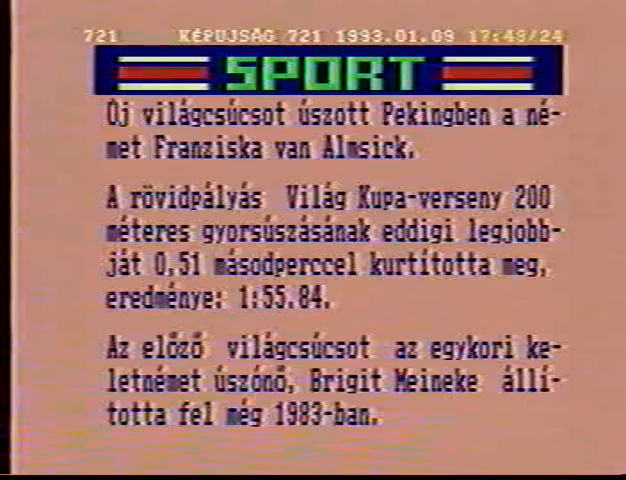 721 KÉPUJSÁG 721 1993.01.09 17:48/24
SPORT
Új világcsúcsot úszott Pekingben a né-
met Franziska van Almsick.
A rövidpályás Világ Kupa-verseny 200
méteres gyorsúszásának eddigi legjobb-
ját 0,51 másodperccel kurtította meg,
eredménye: 1:55.84.
Az előző világcsúcsot az egykori ke-
letnémet úszónő, Brigit Meineke állí-
totta fel még 1983-ban.